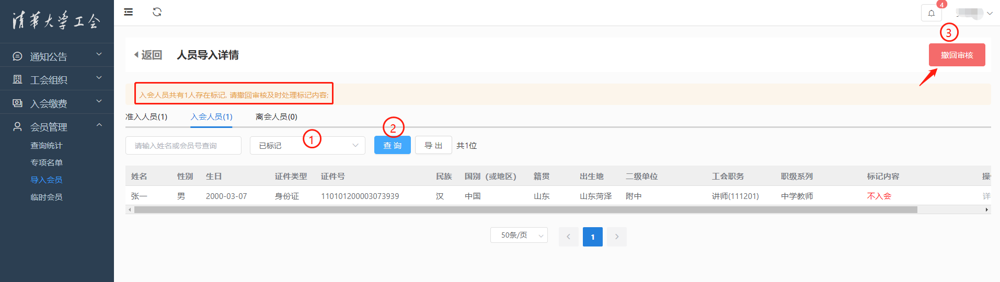 清华大学工会
4
通知公告
工会组织
入会缴费
会员管理
查询统计
专项名单
导入会员
临时会员
返回 人员导入详情
3
撤回审核
入会人员共有1人存在标记, 请撤回审核及时处理标记内容;
准入人员(1) 入会人员(1) 离会人员(0)
请输入姓名或会员号查询 已标记 1 2 查 询 导 出 共1位
姓名 性别 生日 证件类型 证件号 民族 国别（或地区） 籍贯 出生地 二级单位 工会职务 职级系列 标记内容
张一 男 2000-03-07 身份证 110101200003073939 汉 中国 山东 山东菏泽 附中 讲师(111201) 中学教师 不入会 详
50条/页 1